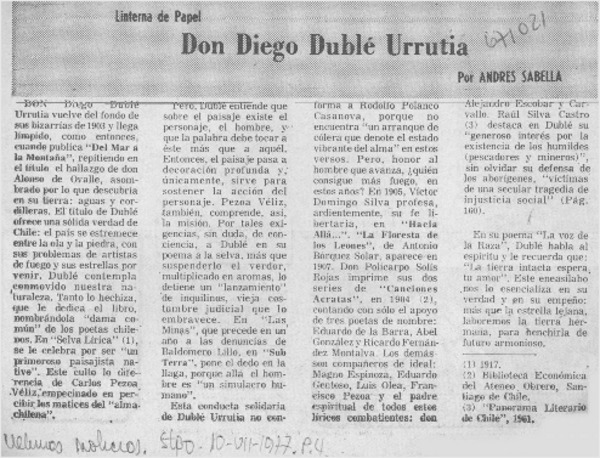 Linterna de Papel
671021
Don Diego Dublé Urrutia
Por ANDRES SABELLA
DON Diego Dublé
Urrutia vuelve del fondo de
sus bizarrías de 1903 y llega
límpido, como entonces,
cuando publica "Del Mar a
la Montaña", repitiendo en
el título el hallazgo de don
Alonso de Ovalle, asom-
brado por lo que descubría
en su tierra: aguas y cor-
dilleras. El título de Dublé
ofrece una sólida verdad de
Chile: el país se estremece
entre la ola y la piedra, con
sus problemas de artistas
de fuego y sus estrellas por
venir. Dublé contempla
conmovido nuestra na-
turaleza. Tanto lo hechiza,
que le dedica el libro,
nombrándola "dama co-
mún" de los poetas chile-
nos. En "Selva Lírica" (1),
se le celebra por ser "un
primoroso paisajista na-
tivo". Este culto lo di-
ferencia de Carlos Pezoa
Véliz, empecinado en per-
cibir los matices del "alma-
chilena".
Pero, Dublé entiende que
sobre el paisaje existe el
personaje, el hombre, y
que la palabra debe tocar a
éste más que a aquél.
Entonces, el paisaje pasa a
decoración profunda y,
únicamente, sirve para
sostener la acción del
personaje. Pezoa Véliz,
también, comprende, así,
la misión. Por tales
exigencias, sin duda, de con-
ciencia, a Dublé en su
poema a la selva, más que
suspenderlo el verdor,
multiplicado en aromas, lo
detiene un "lanzamiento"
de inquilinos, vieja cos-
tumbre judicial que lo
embravece. En "Las
Minas", que precede en un
año a las denuncias de
Baldomero Lillo, en "Sub
Terra", pone el dedo en la
llaga, porque allá el hom-
bre es "un simulacro hu-
mano".
Esta conducta solidaria
de Dublé Urrutia no con-
forma a Rodolfo Polanco
Casanova, porque no
encuentra "un arranque de
cólera que denote el estado
vibrante del alma" en estos
versos. Pero, honor al
hombre que avanza, ¿quién
consigue más fuego, en
estos años? En 1905, Víctor
Domingo Silva profesa,
ardientemente, su fe li-
bertaria, en "Hacia
Allá...". "La Floresta de
los Leones", de Antonio
Bórquez Solar, aparece en
1907. Don Policarpo Solís
Rojas imprime sus dos
series de "Canciones
Acratas", en 1904 (2),
contando con sólo el apoyo
de tres poetas de nombre:
Eduardo de la Barra, Abel
González y Ricardo Fernán-
dez Montalva. Los demás
son compañeros de ideal:
Magno Espinoza, Eduardo
Gentoso, Luis Olea, Fran-
cisco Pezoa y el padre
espiritual de todos estos
líricos combatientes: don
Alejandro Escobar y Car-
vallo. Raúl Silva Castro
(3) destaca en Dublé su
"generoso interés por la
existencia de los humildes
(pescadores y mineros)",
sin olvidar su defensa de
los aborígenes, "víctimas
de una secular tragedia de
injusticia social" (Pág.
160).
En su poema "La voz de
la Raza", Dublé habla al
espíritu y le recuerda que:
"La tierra intacta espera
tu amor". Este eneasílabo
nos lo esencializa en su
verdad y en su empeño:
más que la estrella lejana,
laboremos la tierra her-
mana, para henchirla de
futuro armonioso.
(1) 1917.
(2) Biblioteca Económica
del Ateneo Obrero, San-
tiago de Chile.
(3) "Panorama Literario
de Chile", 1961.
Últimas Noticias. Stgo. 10-VII-1977. P. 4